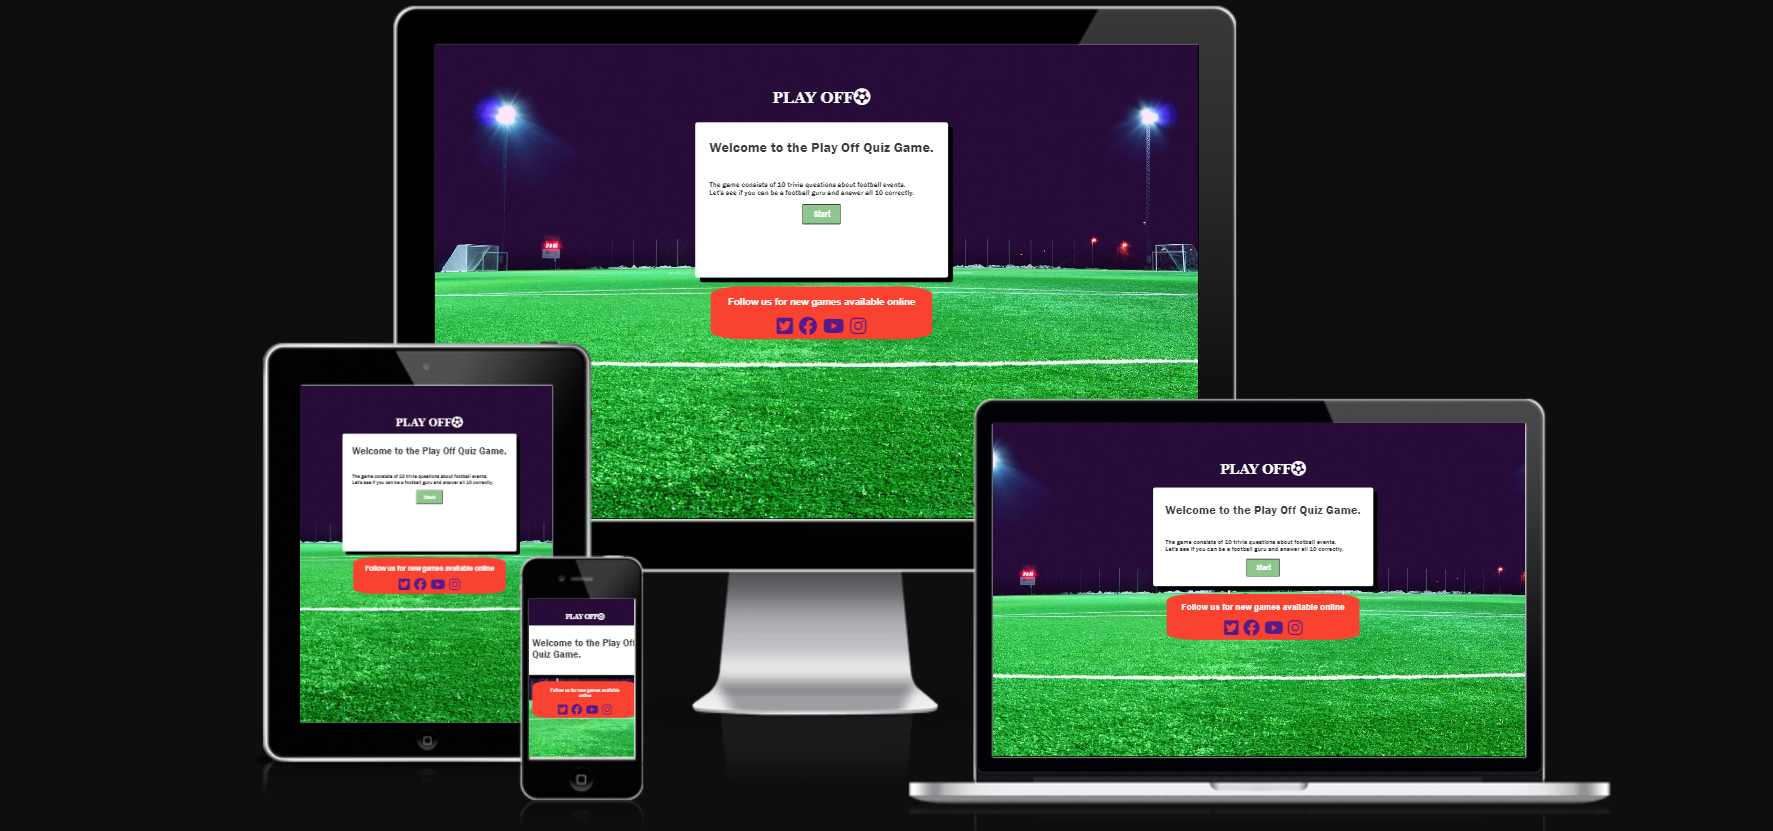 PLAY OFF
Welcome to the Play Off Quiz Game.
The game consists of 10 trivia questions about football events.
Let's see if you can be a football guru and answer all 10 correctly.
Start
Follow us for new games available online
PLAY OFF
Welcome to the Play Off Quiz Game.
The game consists of 10 trivia questions about football events.
Let's see if you can be a football guru and answer all 10 correctly.
Start
Follow us for new games available online
PLAY OFF
Welcome to the Play Off
Quiz Game.
Follow us for new games available
online
PLAY OFF
Welcome to the Play Off Quiz Game.
The game consists of 10 trivia questions about football events.
Let's see if you can be a football guru and answer all 10 correctly.
Start
Follow us for new games available online